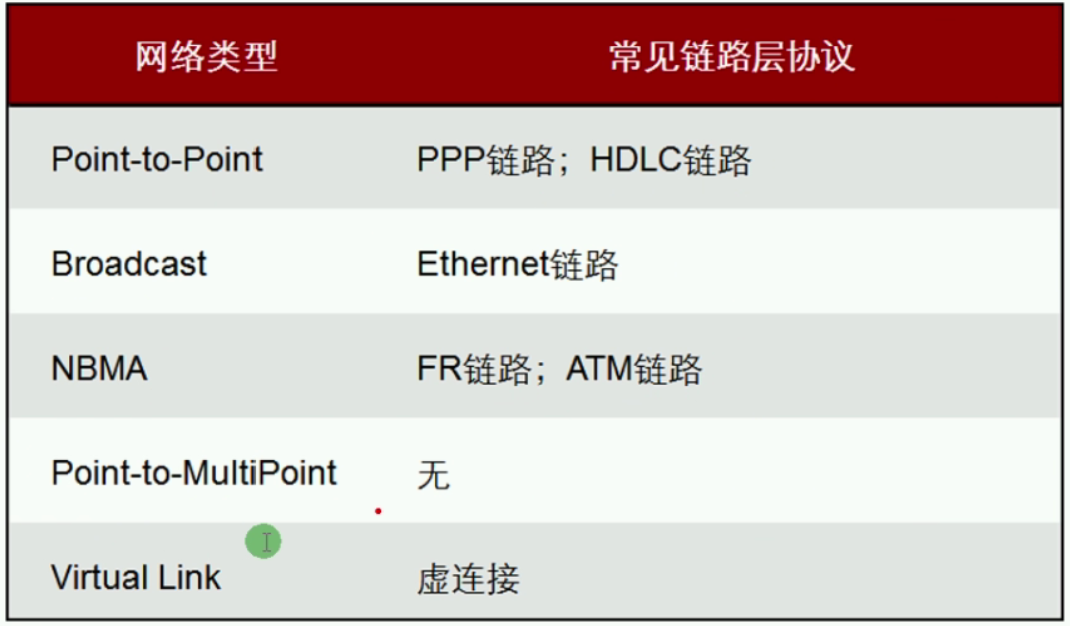 网络类型 常见链路层协议
Point-to-Point PPP链路；HDLC链路
Broadcast Ethernet链路
NBMA FR链路；ATM链路
Point-to-MultiPoint 无
Virtual Link 虚连接